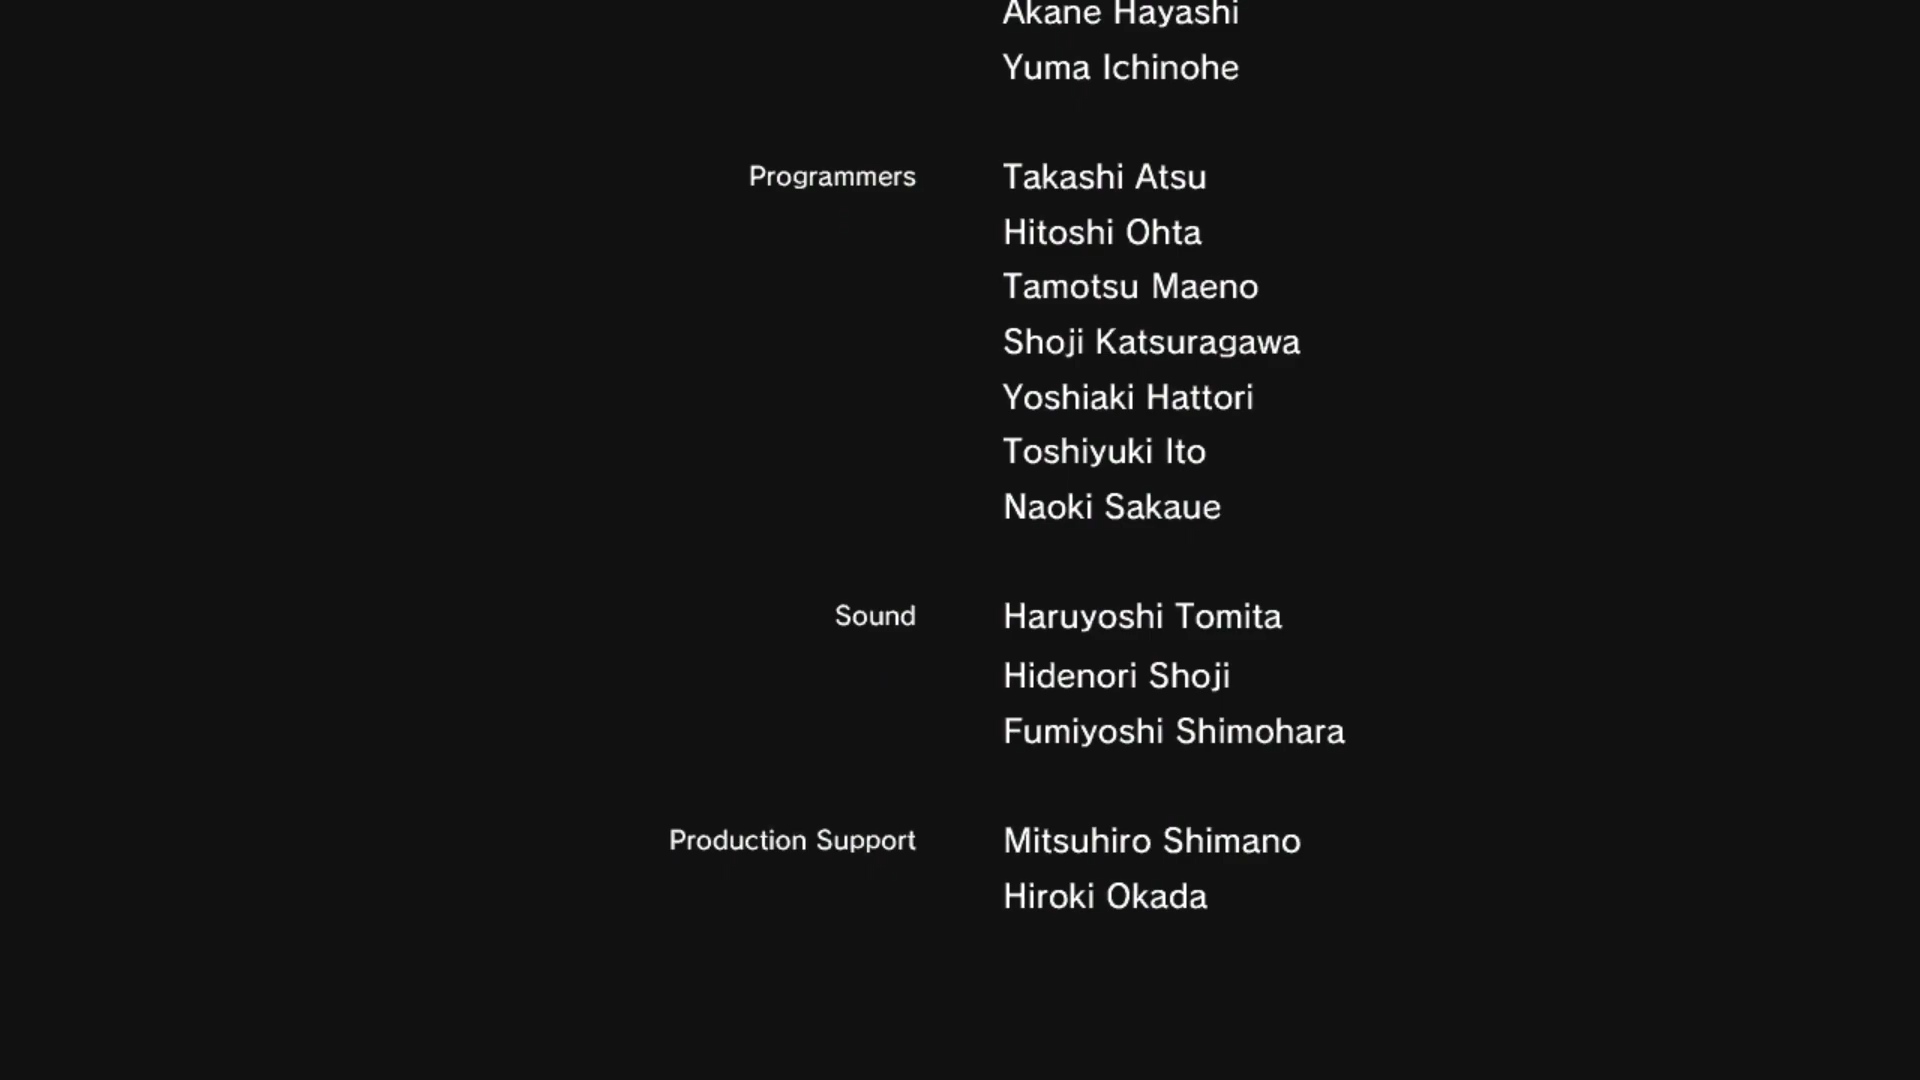 Akane Hayashi
Yuma Ichinohe
Programmers Takashi Atsu
Hitoshi Ohta
Tamotsu Maeno
Shoji Katsuragawa
Yoshiaki Hattori
Toshiyuki Ito
Naoki Sakaue
Sound Haruyoshi Tomita
Hidenori Shoji
Fumiyoshi Shimohara
Production Support Mitsuhiro Shimano
Hiroki Okada